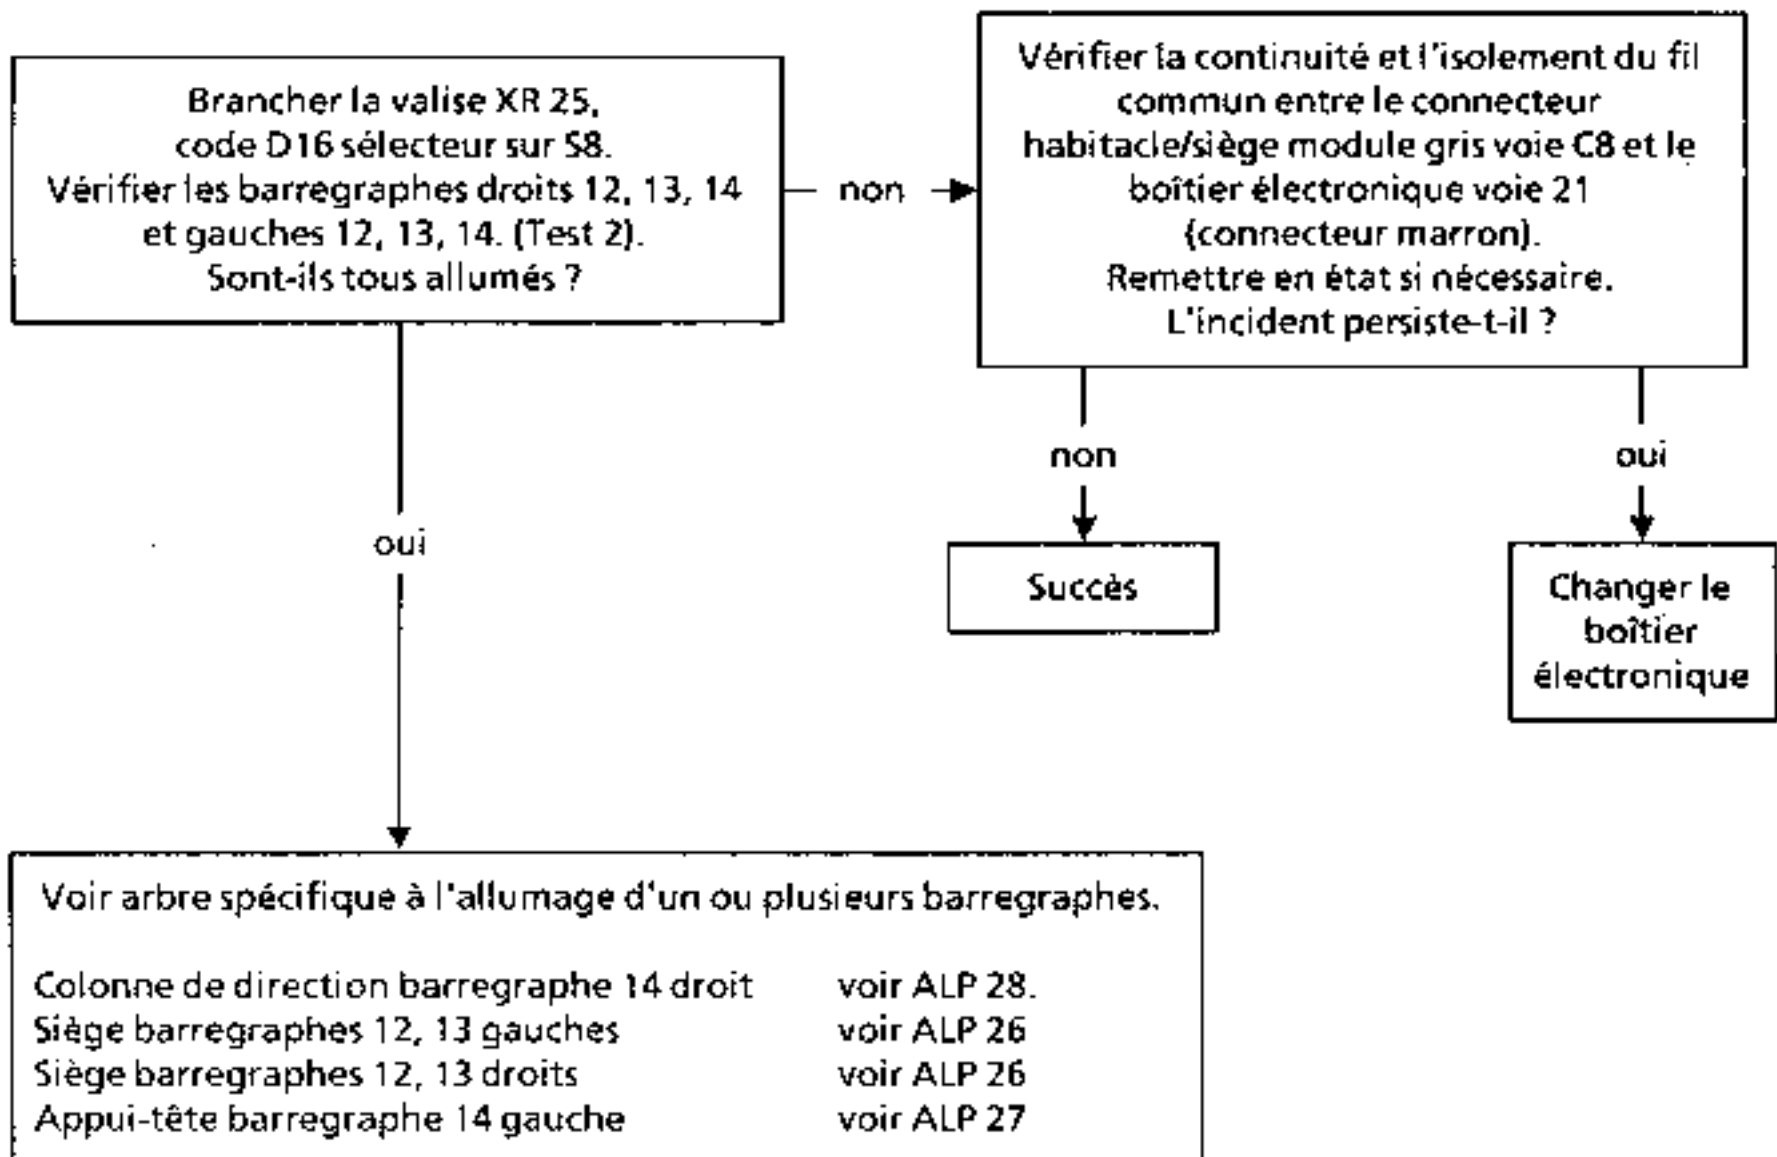 Brancher la valise XR 25,
code D16 sélecteur sur S8.
Vérifier les barregraphes droits 12, 13, 14
et gauches 12, 13, 14. (Test 2).
Sont-ils tous allumés ?
non
Vérifier la continuité et l'isolement du fil
commun entre le connecteur
habitacle/siège module gris voie C8 et le
boîtier électronique voie 21
(connecteur marron).
Remettre en état si nécessaire.
L'incident persiste-t-il ?
non
oui
Succès
Changer le
boîtier
électronique
oui
Voir arbre spécifique à l'allumage d'un ou plusieurs barregraphes.
Colonne de direction barregraphe 14 droit voir ALP 28.
Siège barregraphes 12, 13 gauches voir ALP 26
Siège barregraphes 12, 13 droits voir ALP 26
Appui-tête barregraphe 14 gauche voir ALP 27